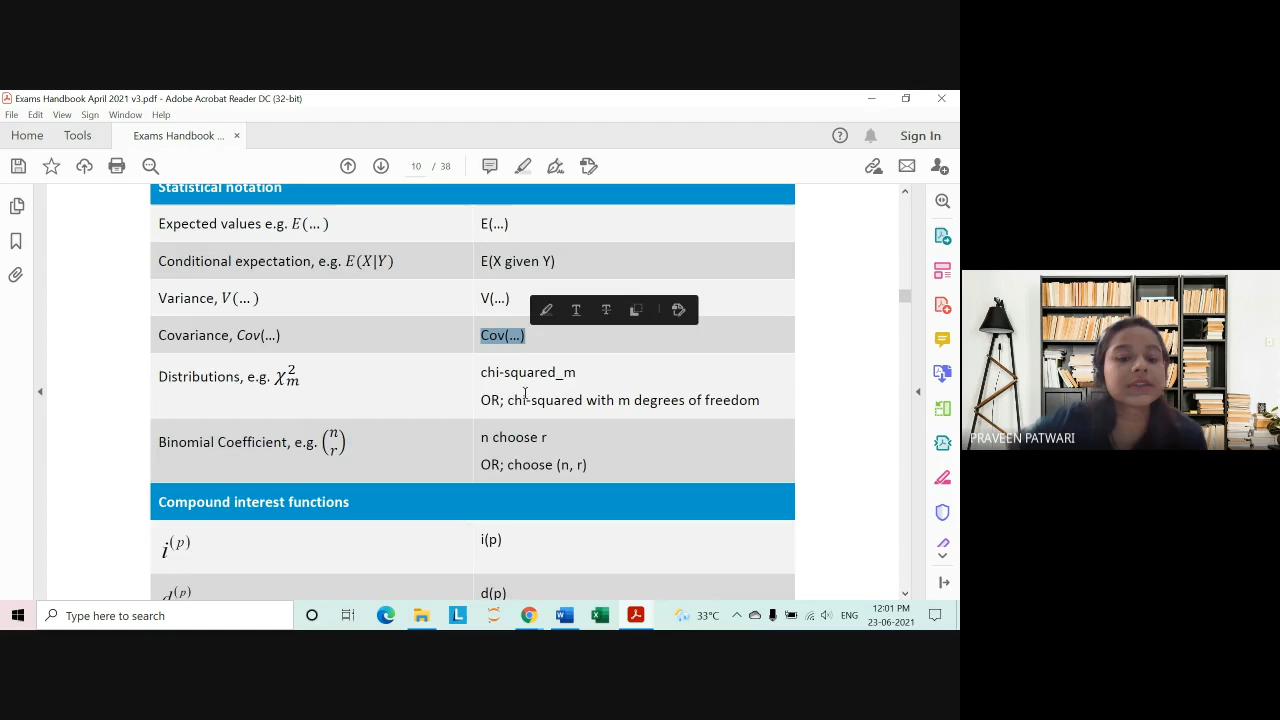 Exams Handbook April 2021 v3.pdf - Adobe Acrobat Reader DC (32-bit)
File Edit View Sign Window Help
Home Tools Exams Handbook ... × Sign In
10 / 38
Statistical notation
Expected values e.g. E(…) E(…)
Conditional expectation, e.g. E(X|Y) E(X given Y)
Variance, V(…) V(…)
Covariance, Cov(…) Cov(…)
Distributions, e.g. χ²ₘ chi-squared_m
OR; chi-squared with m degrees of freedom
Binomial Coefficient, e.g. (n r) n choose r
OR; choose (n, r)
Compound interest functions
i^(p) i(p)
d^(p) d(p)
PRAVEEN PATWARI
Type here to search
33°C ENG 12:01 PM
23-06-2021